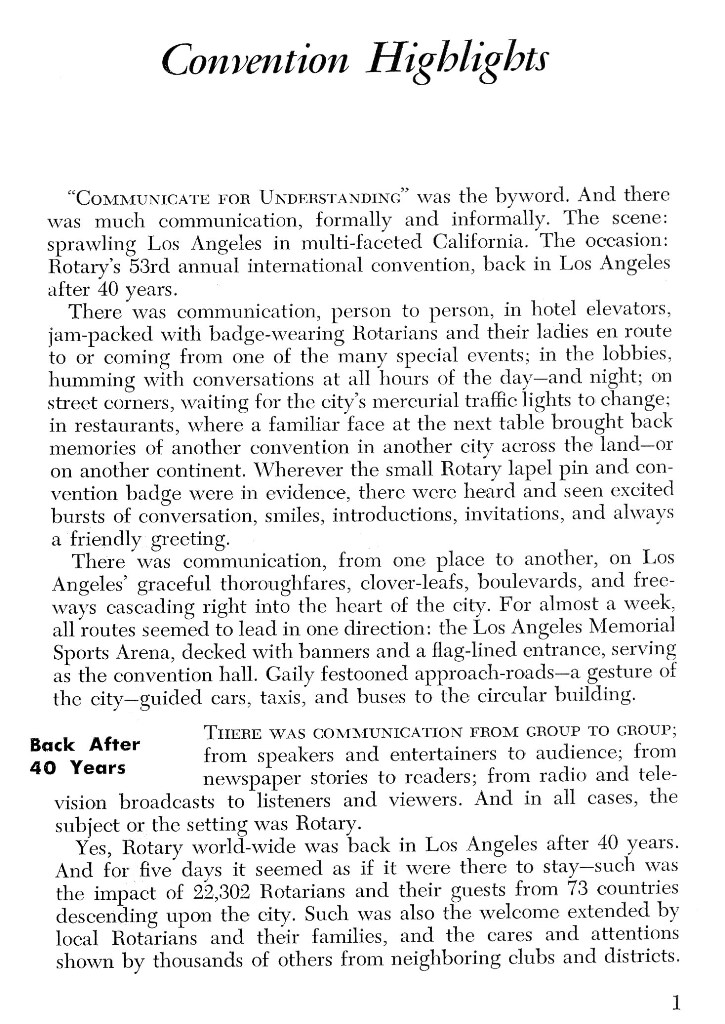 Convention Highlights
"COMMUNICATE FOR UNDERSTANDING" was the byword. And there
was much communication, formally and informally. The scene:
sprawling Los Angeles in multi-faceted California. The occasion:
Rotary's 53rd annual international convention, back in Los Angeles
after 40 years.
There was communication, person to person, in hotel elevators,
jam-packed with badge-wearing Rotarians and their ladies en route
to or coming from one of the many special events; in the lobbies,
humming with conversations at all hours of the day—and night; on
street corners, waiting for the city's mercurial traffic lights to change;
in restaurants, where a familiar face at the next table brought back
memories of another convention in another city across the land—or
on another continent. Wherever the small Rotary lapel pin and con-
vention badge were in evidence, there were heard and seen excited
bursts of conversation, smiles, introductions, invitations, and always
a friendly greeting.
There was communication, from one place to another, on Los
Angeles' graceful thoroughfares, clover-leafs, boulevards, and free-
ways cascading right into the heart of the city. For almost a week,
all routes seemed to lead in one direction: the Los Angeles Memorial
Sports Arena, decked with banners and a flag-lined entrance, serving
as the convention hall. Gaily festooned approach-roads—a gesture of
the city—guided cars, taxis, and buses to the circular building.
Back After
40 Years
THERE WAS COMMUNICATION FROM GROUP TO GROUP;
from speakers and entertainers to audience; from
newspaper stories to readers; from radio and tele-
vision broadcasts to listeners and viewers. And in all cases, the
subject or the setting was Rotary.
Yes, Rotary world-wide was back in Los Angeles after 40 years.
And for five days it seemed as if it were there to stay—such was
the impact of 22,302 Rotarians and their guests from 73 countries
descending upon the city. Such was also the welcome extended by
local Rotarians and their families, and the cares and attentions
shown by thousands of others from neighboring clubs and districts.
1